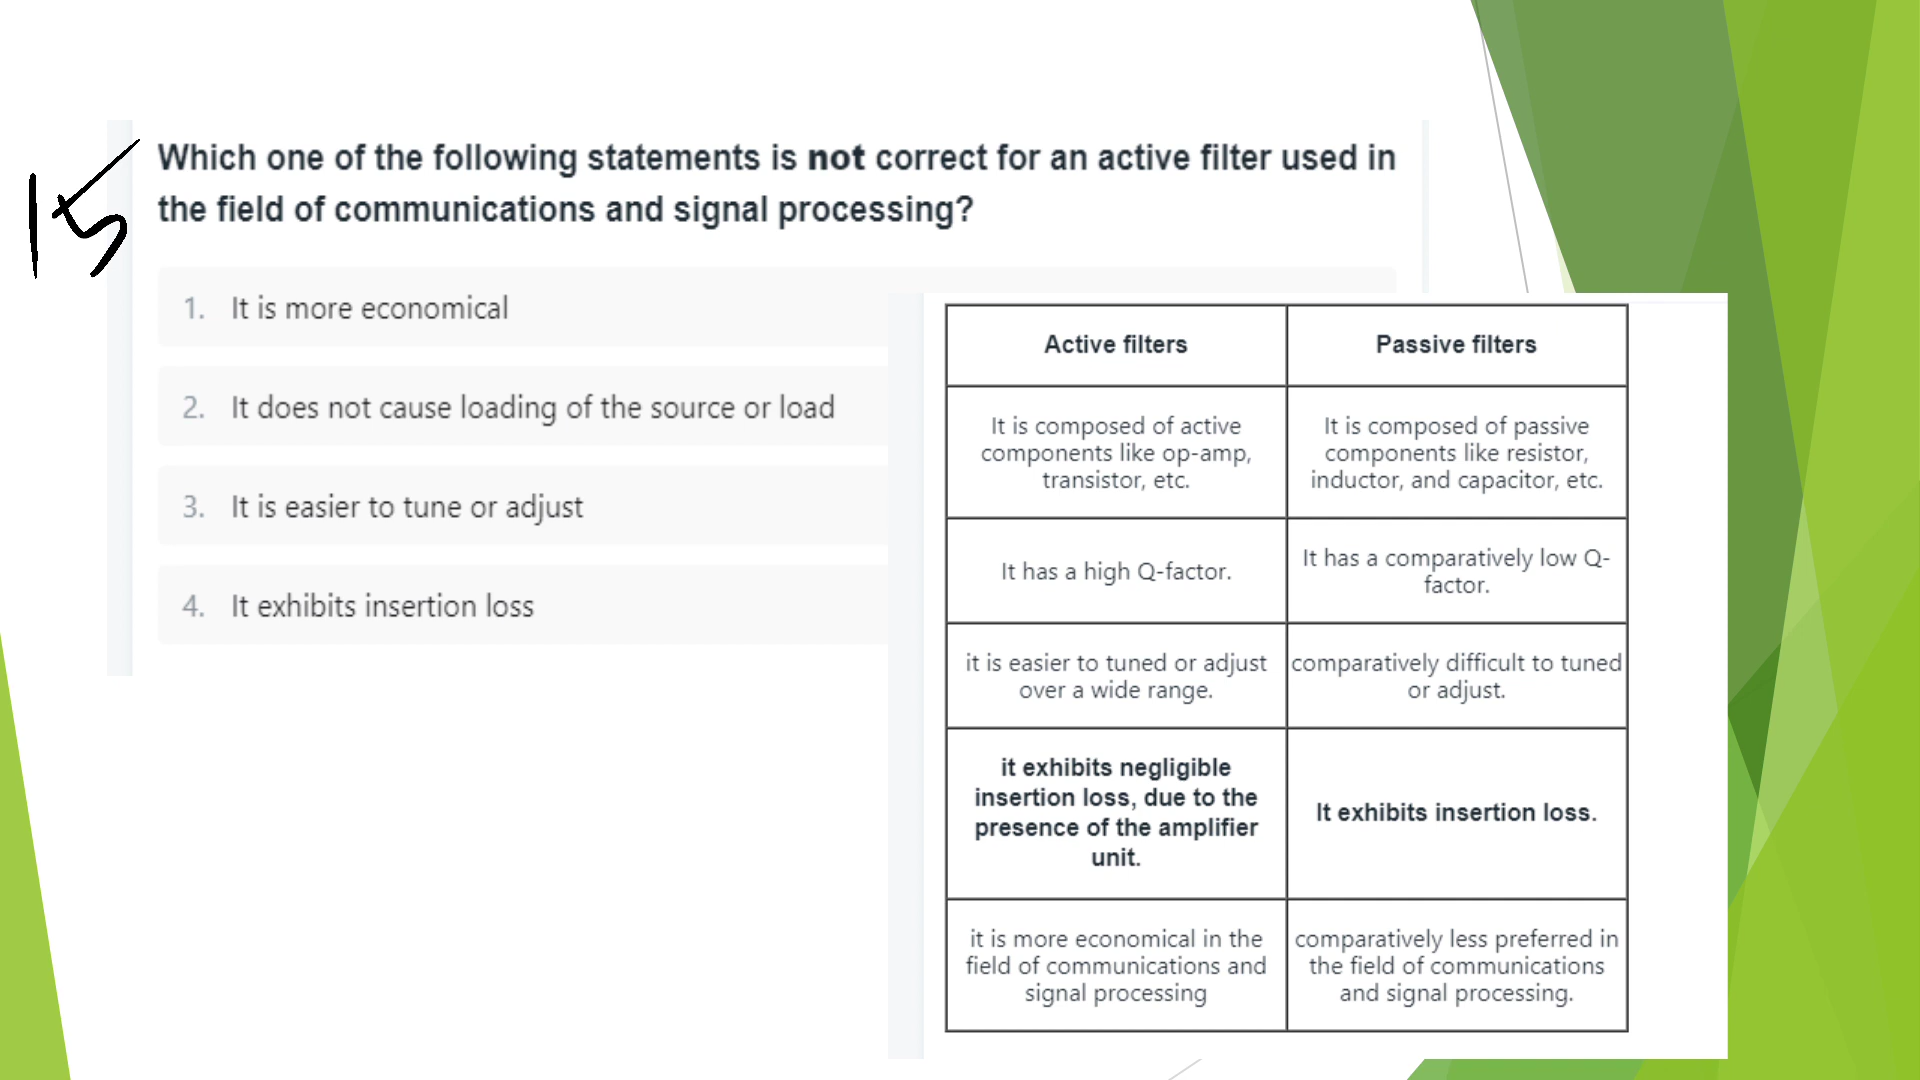 15
Which one of the following statements is not correct for an active filter used in
the field of communications and signal processing?
1. It is more economical
2. It does not cause loading of the source or load
3. It is easier to tune or adjust
4. It exhibits insertion loss
Active filters
Passive filters
It is composed of active
components like op-amp,
transistor, etc.
It is composed of passive
components like resistor,
inductor, and capacitor, etc.
It has a high Q-factor.
It has a comparatively low Q-
factor.
it is easier to tuned or adjust
over a wide range.
comparatively difficult to tuned
or adjust.
it exhibits negligible
insertion loss, due to the
presence of the amplifier
unit.
It exhibits insertion loss.
it is more economical in the
field of communications and
signal processing
comparatively less preferred in
the field of communications
and signal processing.